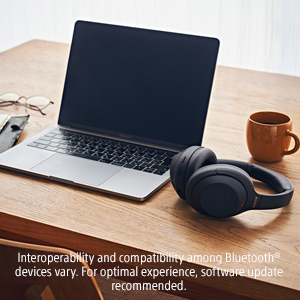 Interoperability and compatibility among Bluetooth®
devices vary. For optimal experience, software update
recommended.